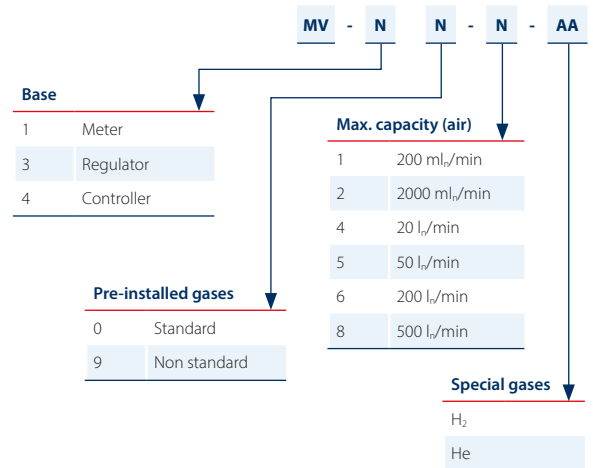 MV - N N - N - AA
Base
1 Meter
3 Regulator
4 Controller
Max. capacity (air)
1 200 mlₙ/min
2 2000 mlₙ/min
4 20 lₙ/min
5 50 lₙ/min
6 200 lₙ/min
8 500 lₙ/min
Pre-installed gases
0 Standard
9 Non standard
Special gases
H₂
He